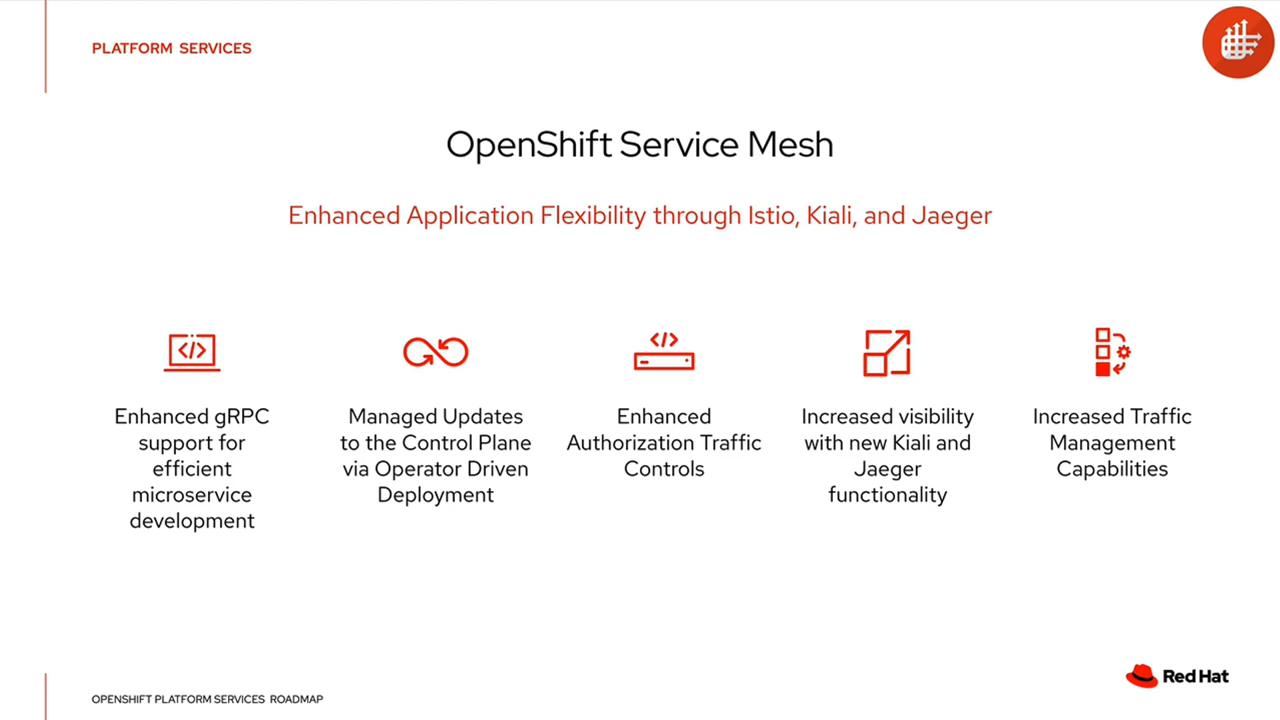 PLATFORM SERVICES
OpenShift Service Mesh
Enhanced Application Flexibility through Istio, Kiali, and Jaeger
Enhanced gRPC
support for
efficient
microservice
development
Managed Updates
to the Control Plane
via Operator Driven
Deployment
Enhanced
Authorization Traffic
Controls
Increased visibility
with new Kiali and
Jaeger
functionality
Increased Traffic
Management
Capabilities
OPENSHIFT PLATFORM SERVICES ROADMAP
Red Hat